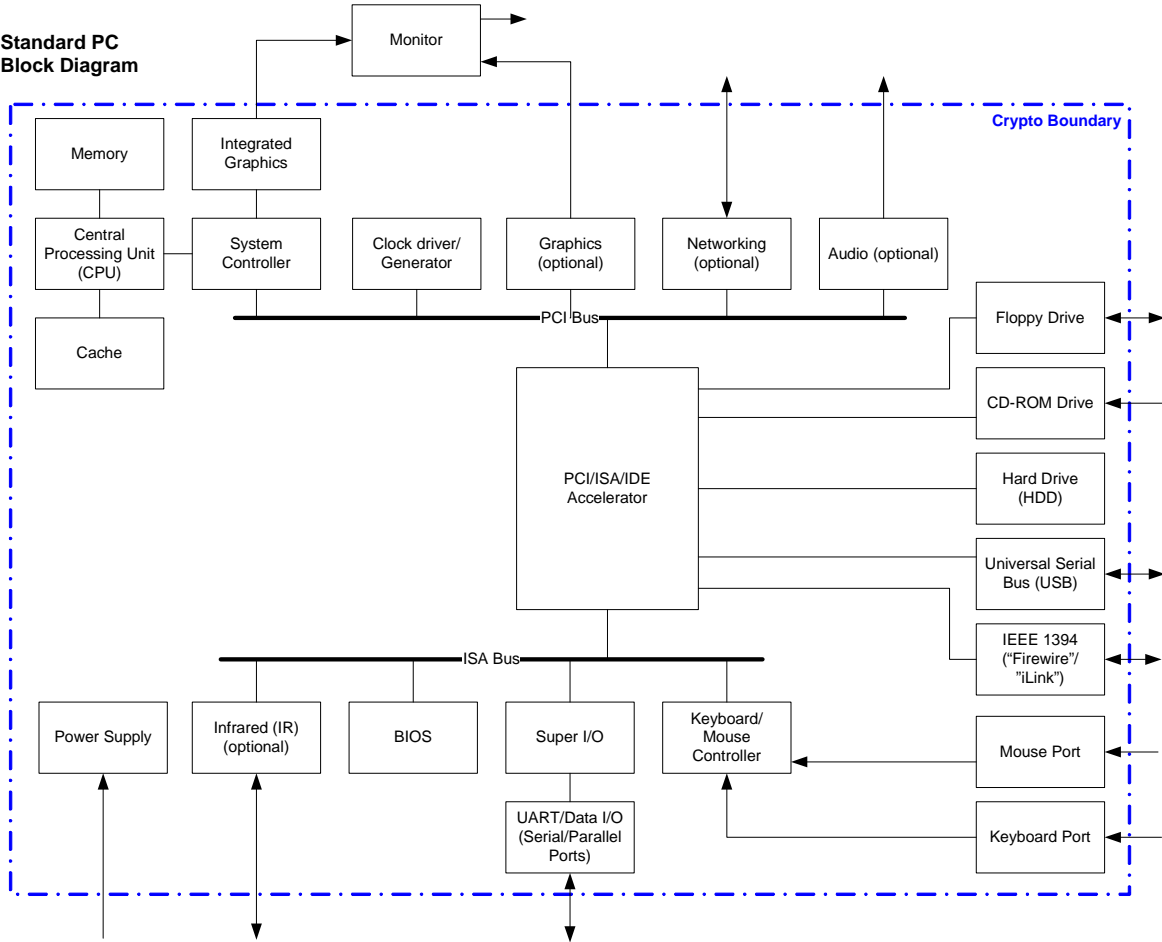 Standard PC
Block Diagram
Monitor
Crypto Boundary
Memory
Integrated
Graphics
Central
Processing Unit
(CPU)
System
Controller
Clock driver/
Generator
Graphics
(optional)
Networking
(optional)
Audio (optional)
PCI Bus
Floppy Drive
Cache
CD-ROM Drive
PCI/ISA/IDE
Accelerator
Hard Drive
(HDD)
Universal Serial
Bus (USB)
IEEE 1394
(“Firewire”/
”iLink”)
ISA Bus
Power Supply
Infrared (IR)
(optional)
BIOS
Super I/O
Keyboard/
Mouse
Controller
Mouse Port
UART/Data I/O
(Serial/Parallel
Ports)
Keyboard Port